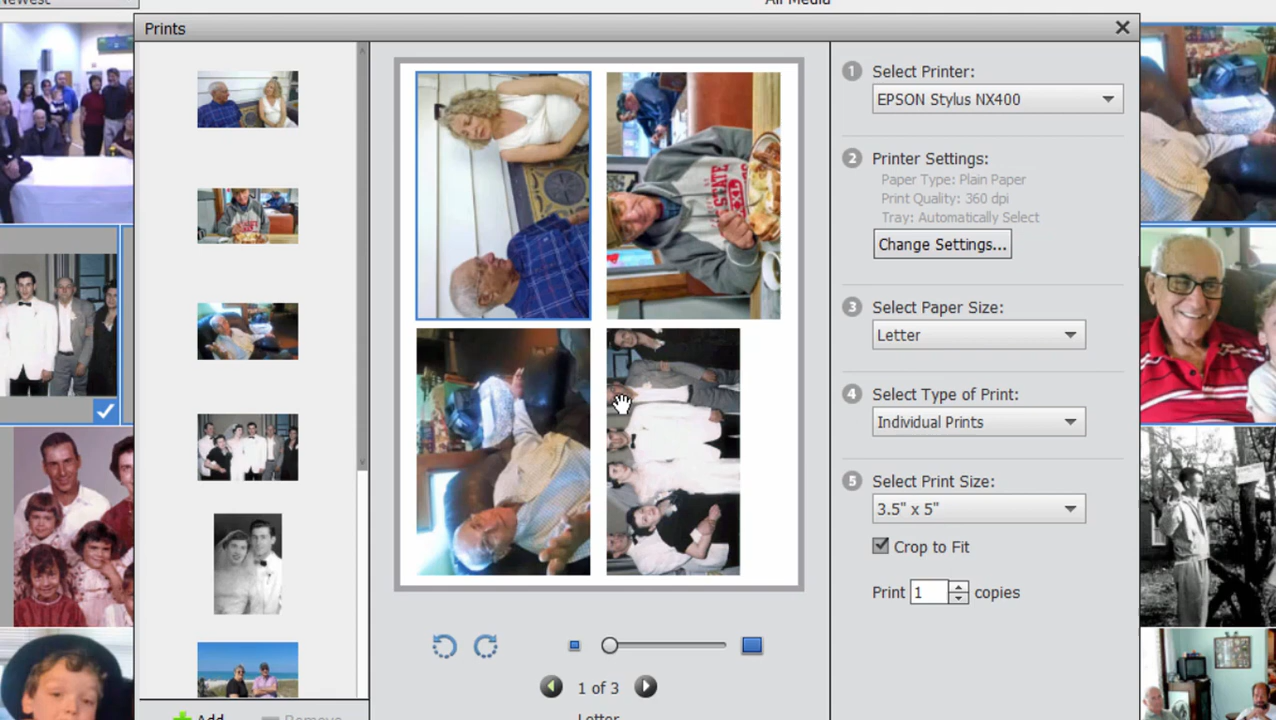 Newest
All Media
Prints
1 Select Printer:
EPSON Stylus NX400
2 Printer Settings:
Paper Type: Plain Paper
Print Quality: 360 dpi
Tray: Automatically Select
Change Settings...
3 Select Paper Size:
Letter
4 Select Type of Print:
Individual Prints
5 Select Print Size:
3.5" x 5"
Crop to Fit
Print 1 copies
STATE
XXL
1 of 3
Letter
Add Remove